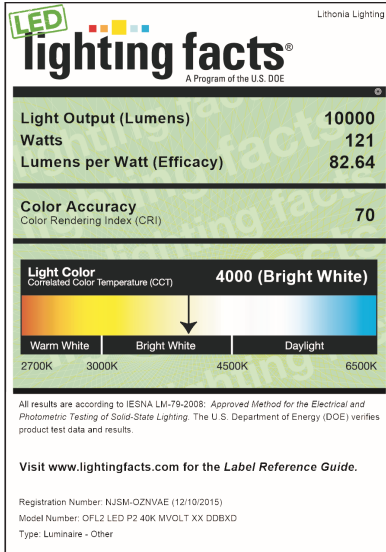 Lithonia Lighting
LED
lighting facts®
A Program of the U.S. DOE
Light Output (Lumens) 10000
Watts 121
Lumens per Watt (Efficacy) 82.64
Color Accuracy
Color Rendering Index (CRI) 70
Light Color
Correlated Color Temperature (CCT) 4000 (Bright White)
Warm White Bright White Daylight
2700K 3000K 4500K 6500K
All results are according to IESNA LM-79-2008: Approved Method for the Electrical and
Photometric Testing of Solid-State Lighting. The U.S. Department of Energy (DOE) verifies
product test data and results.
Visit www.lightingfacts.com for the Label Reference Guide.
Registration Number: NJSM-OZNVAE (12/10/2015)
Model Number: OFL2 LED P2 40K MVOLT XX DDBXD
Type: Luminaire - Other